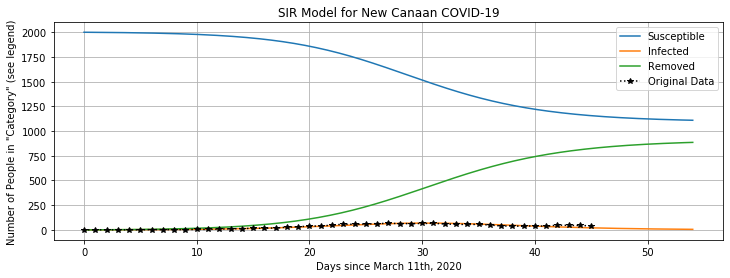 SIR Model for New Canaan COVID-19
Number of People in "Category" (see legend)
2000
1750
1500
1250
1000
750
500
250
0
Susceptible
Infected
Removed
Original Data
0 10 20 30 40 50
Days since March 11th, 2020